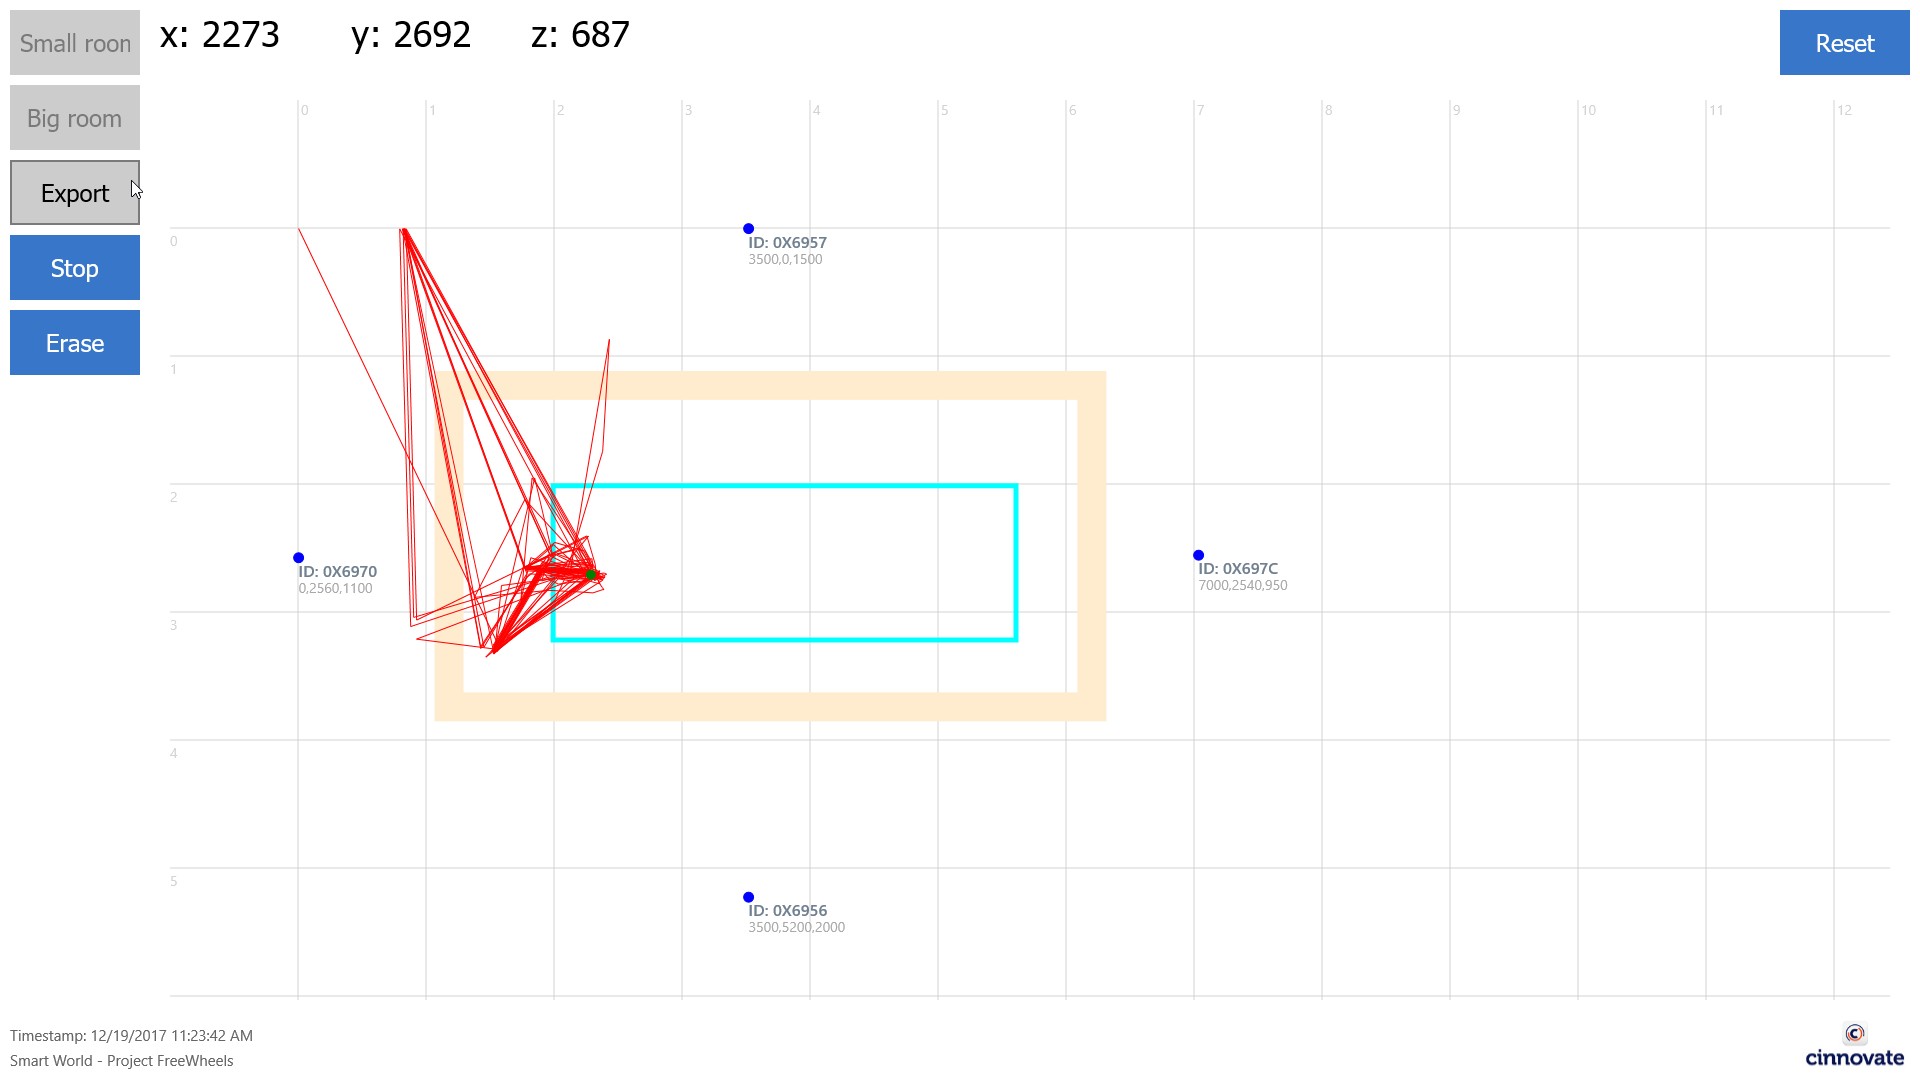 Small room
x: 2273 y: 2692 z: 687
Reset
Big room
Export
Stop
Erase
0 1 2 3 4 5 6 7 8 9 10 11 12
0
1
2
3
4
5
ID: 0X6957
3500,0,1500
ID: 0X6970
0,2560,1100
ID: 0X697C
7000,2540,950
ID: 0X6956
3500,5200,2000
Timestamp: 12/19/2017 11:23:42 AM
Smart World - Project FreeWheels
cinnovate